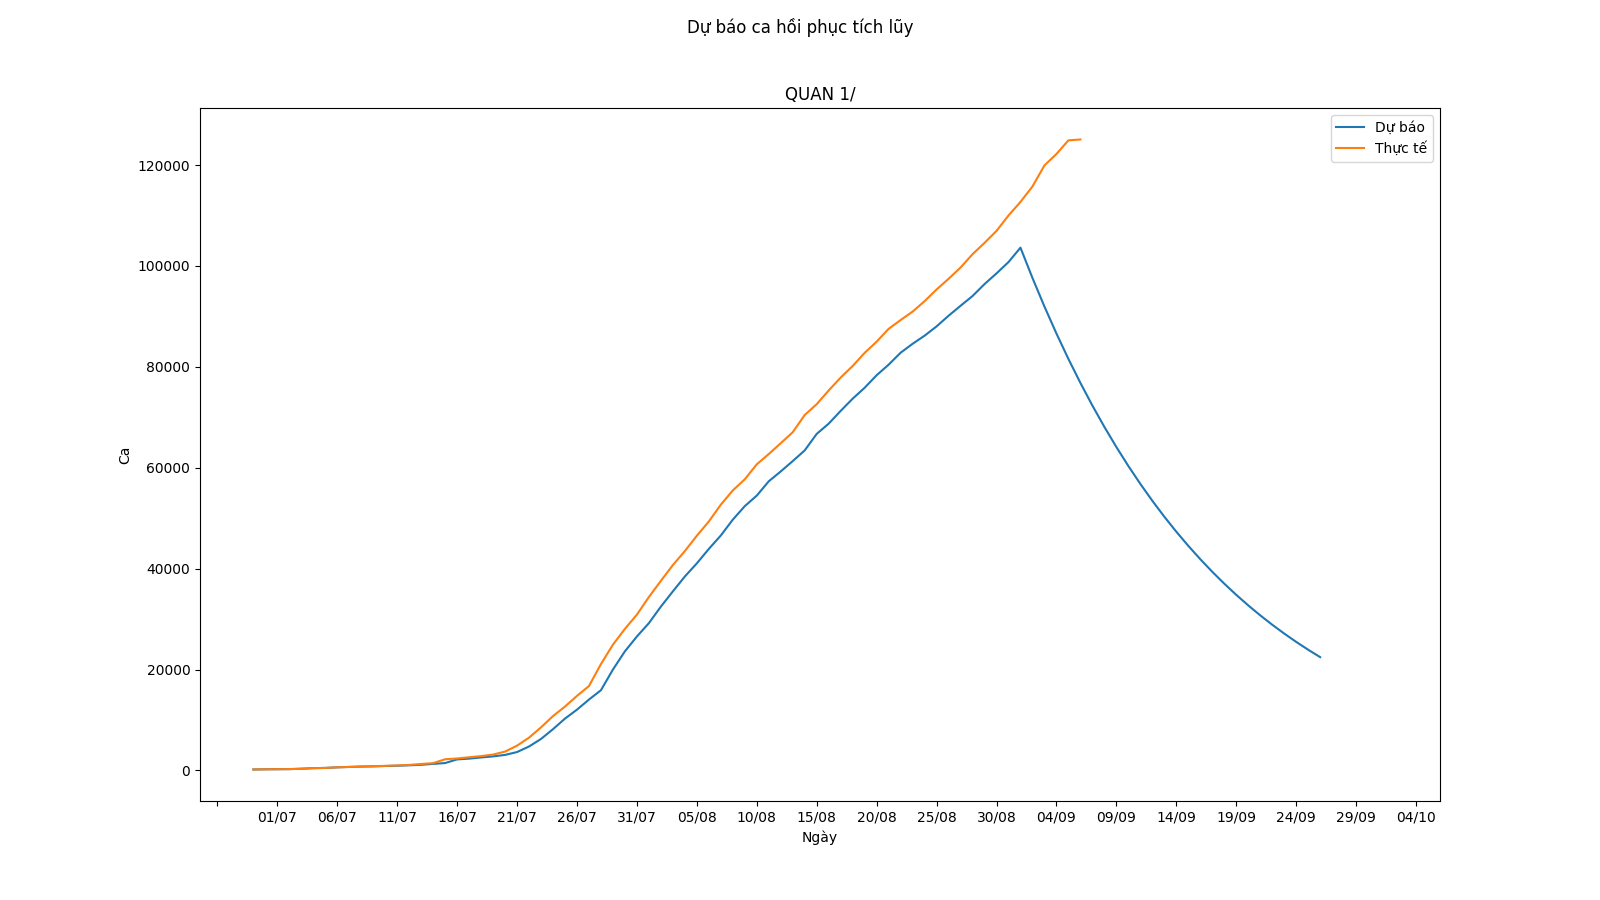 Dự báo ca hồi phục tích lũy
QUAN 1/
Dự báo
Thực tế
120000
100000
80000
60000
40000
20000
0
Ca
01/07 06/07 11/07 16/07 21/07 26/07 31/07 05/08 10/08 15/08 20/08 25/08 30/08 04/09 09/09 14/09 19/09 24/09 29/09 04/10
Ngày